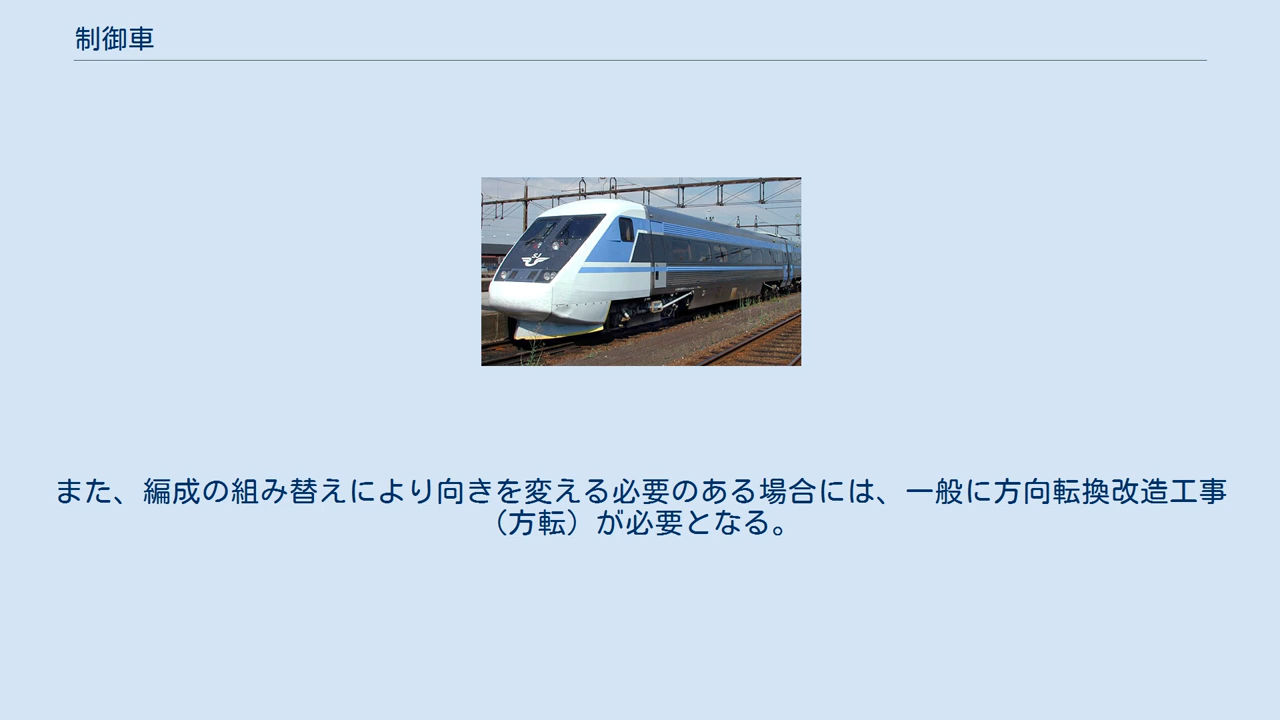 制御車
また、編成の組み替えにより向きを変える必要のある場合には、一般に方向転換改造工事
（方転）が必要となる。